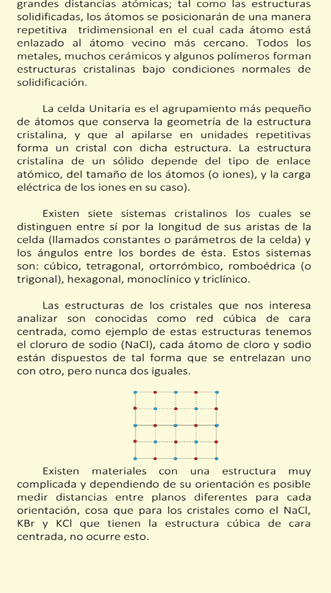 grandes distancias atómicas; tal como las estructuras
solidificadas, los átomos se posicionarán de una manera
repetitiva tridimensional en el cual cada átomo está
enlazado al átomo vecino más cercano. Todos los
metales, muchos cerámicos y algunos polímeros forman
estructuras cristalinas bajo condiciones normales de
solidificación.
La celda Unitaria es el agrupamiento más pequeño
de átomos que conserva la geometría de la estructura
cristalina, y que al apilarse en unidades repetitivas
forma un cristal con dicha estructura. La estructura
cristalina de un sólido depende del tipo de enlace
atómico, del tamaño de los átomos (o iones), y la carga
eléctrica de los iones en su caso).
Existen siete sistemas cristalinos los cuales se
distinguen entre sí por la longitud de sus aristas de la
celda (llamados constantes o parámetros de la celda) y
los ángulos entre los bordes de ésta. Estos sistemas
son: cúbico, tetragonal, ortorrómbico, romboédrica (o
trigonal), hexagonal, monoclínico y triclínico.
Las estructuras de los cristales que nos interesa
analizar son conocidas como red cúbica de cara
centrada, como ejemplo de estas estructuras tenemos
el cloruro de sodio (NaCl), cada átomo de cloro y sodio
están dispuestos de tal forma que se entrelazan uno
con otro, pero nunca dos iguales.
Existen materiales con una estructura muy
complicada y dependiendo de su orientación es posible
medir distancias entre planos diferentes para cada
orientación, cosa que para los cristales como el NaCl,
KBr y KCl que tienen la estructura cúbica de cara
centrada, no ocurre esto.